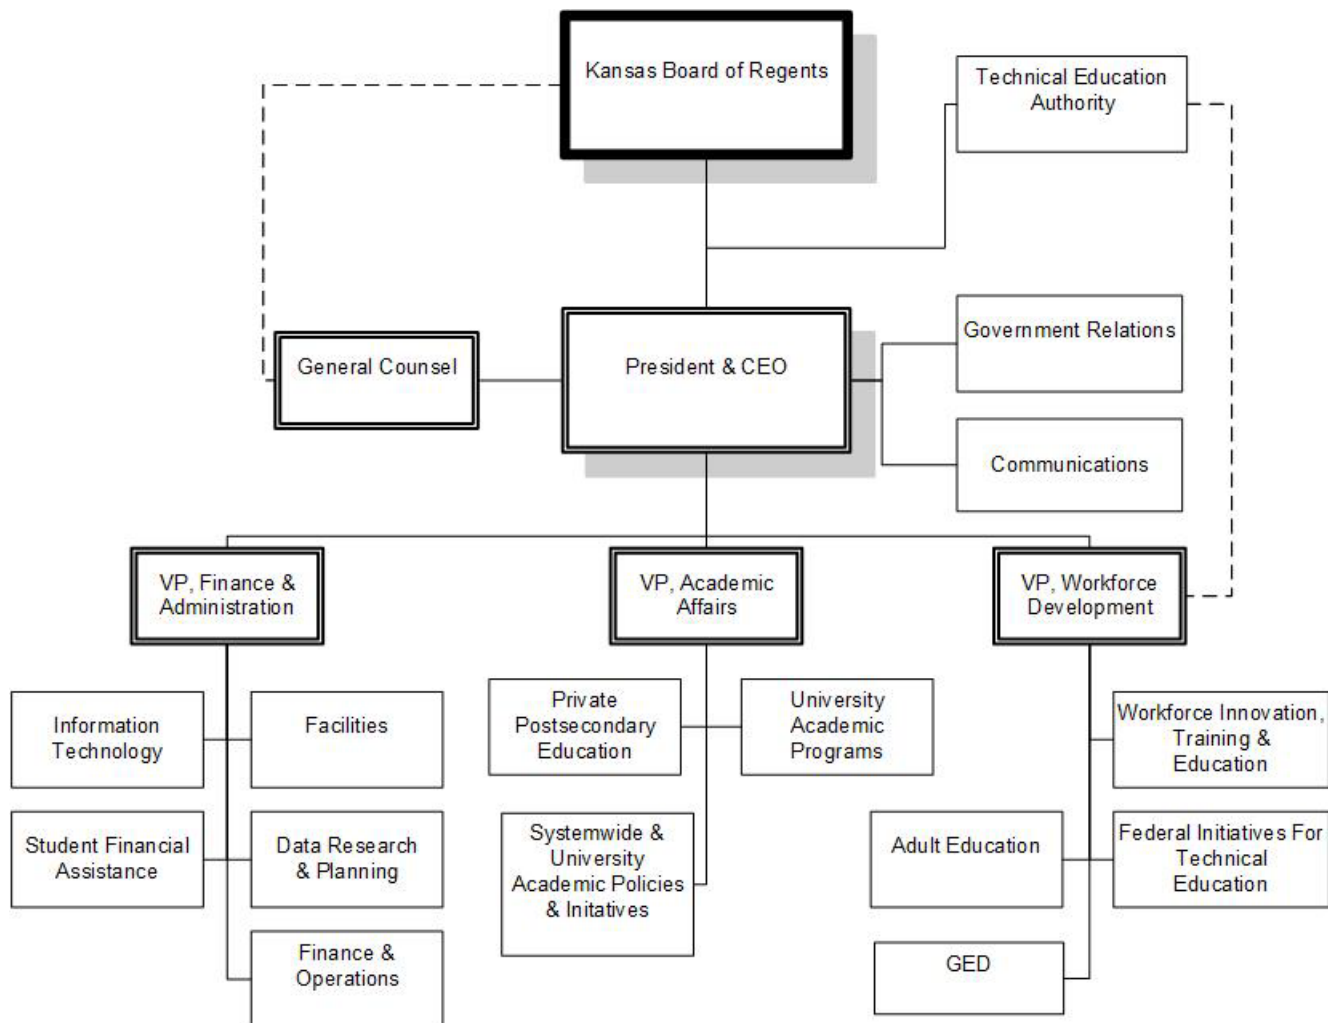 Kansas Board of Regents
Technical Education
Authority
General Counsel
President & CEO
Government Relations
Communications
VP, Finance &
Administration
VP, Academic
Affairs
VP, Workforce
Development
Information
Technology
Facilities
Private
Postsecondary
Education
University
Academic
Programs
Workforce Innovation,
Training &
Education
Student Financial
Assistance
Data Research
& Planning
Systemwide &
University
Academic Policies
& Initatives
Adult Education
Federal Initiatives For
Technical
Education
Finance &
Operations
GED